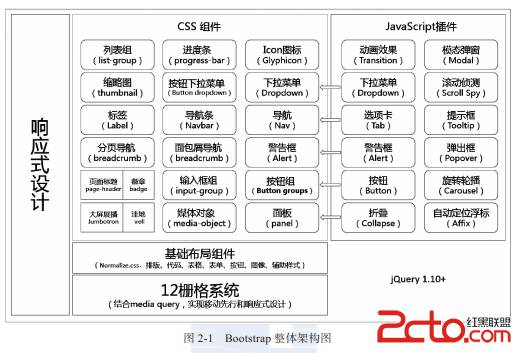 响应式设计
CSS 组件
列表组
(list-group)
进度条
(progress-bar)
Icon图标
(Glyphicon)
缩略图
(thumbnail)
按钮下拉菜单
(Button dropdown)
下拉菜单
(Dropdown)
标签
(Label)
导航条
(Navbar)
导航
(Nav)
分页导航
(breadcrumb)
面包屑导航
(breadcrumb)
警告框
(Alert)
页面标题
page-header
徽章
badge
输入框组
(input-group)
按钮组
(Button groups)
大屏展播
Jumbotron
洼地
well
媒体对象
(media-object)
面板
(panel)
JavaScript插件
动画效果
(Transition)
模态弹窗
(Modal)
下拉菜单
(Dropdown)
滚动侦测
(Scroll Spy)
选项卡
(Tab)
提示框
(Tooltip)
警告框
(Alert)
弹出框
(Popover)
按钮
(Button)
旋转轮播
(Carousel)
折叠
(Collapse)
自动定位浮标
(Affix)
基础布局组件
(Normalize.css、排版、代码、表格、表单、按钮、图像、辅助样式)
12栅格系统
(结合media query,实现移动先行和响应式设计)
jQuery 1.10+
红黑联盟
2cto.com
图 2-1 Bootstrap 整体架构图